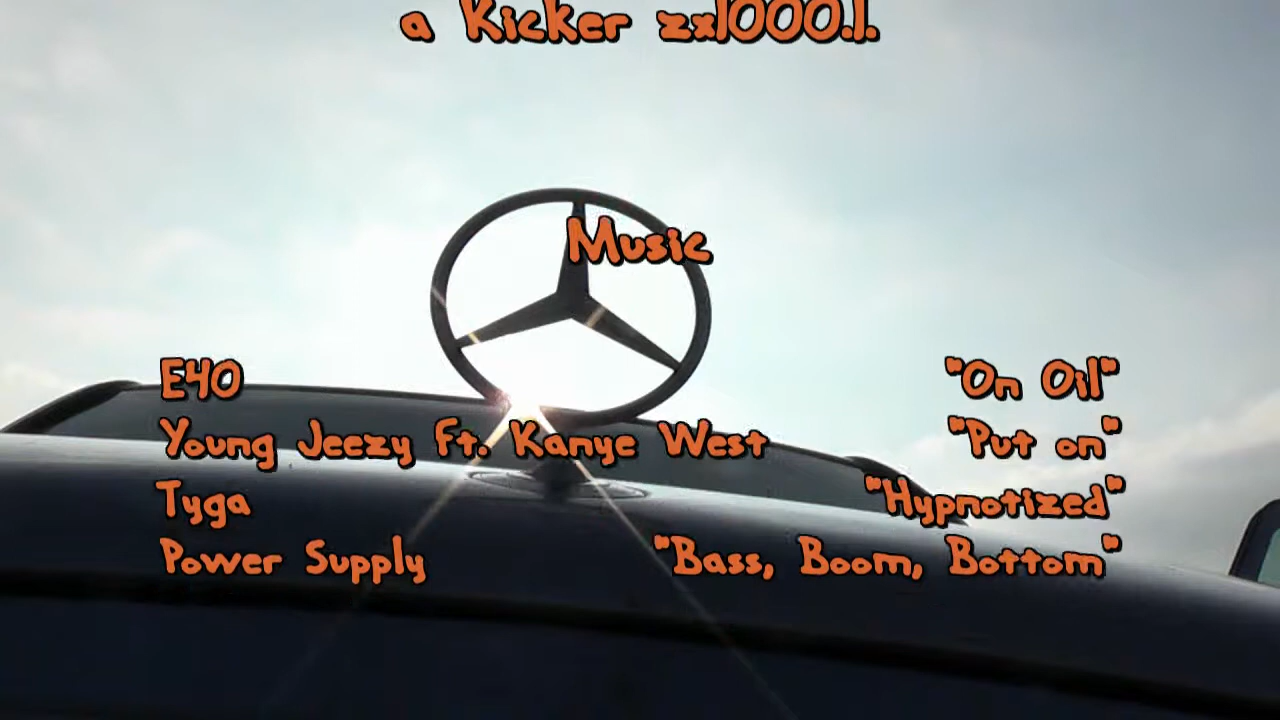 a Kicker zx1000.1.
Music
E40 "On Oil"
Young Jeezy Ft. Kanye West "Put on"
Tyga "Hypnotized"
Power Supply "Bass, Boom, Bottom"